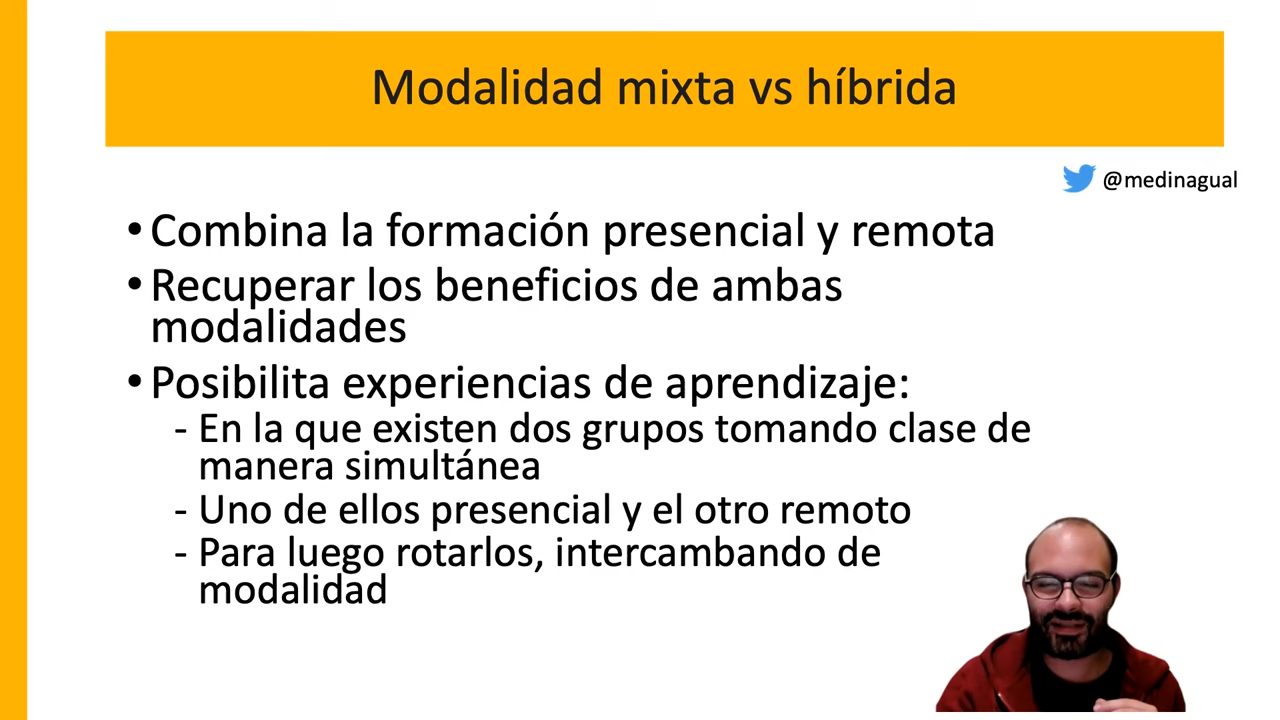 Modalidad mixta vs híbrida
@medinagual
•Combina la formación presencial y remota
•Recuperar los beneficios de ambas
modalidades
•Posibilita experiencias de aprendizaje:
- En la que existen dos grupos tomando clase de
manera simultánea
- Uno de ellos presencial y el otro remoto
- Para luego rotarlos, intercambando de
modalidad